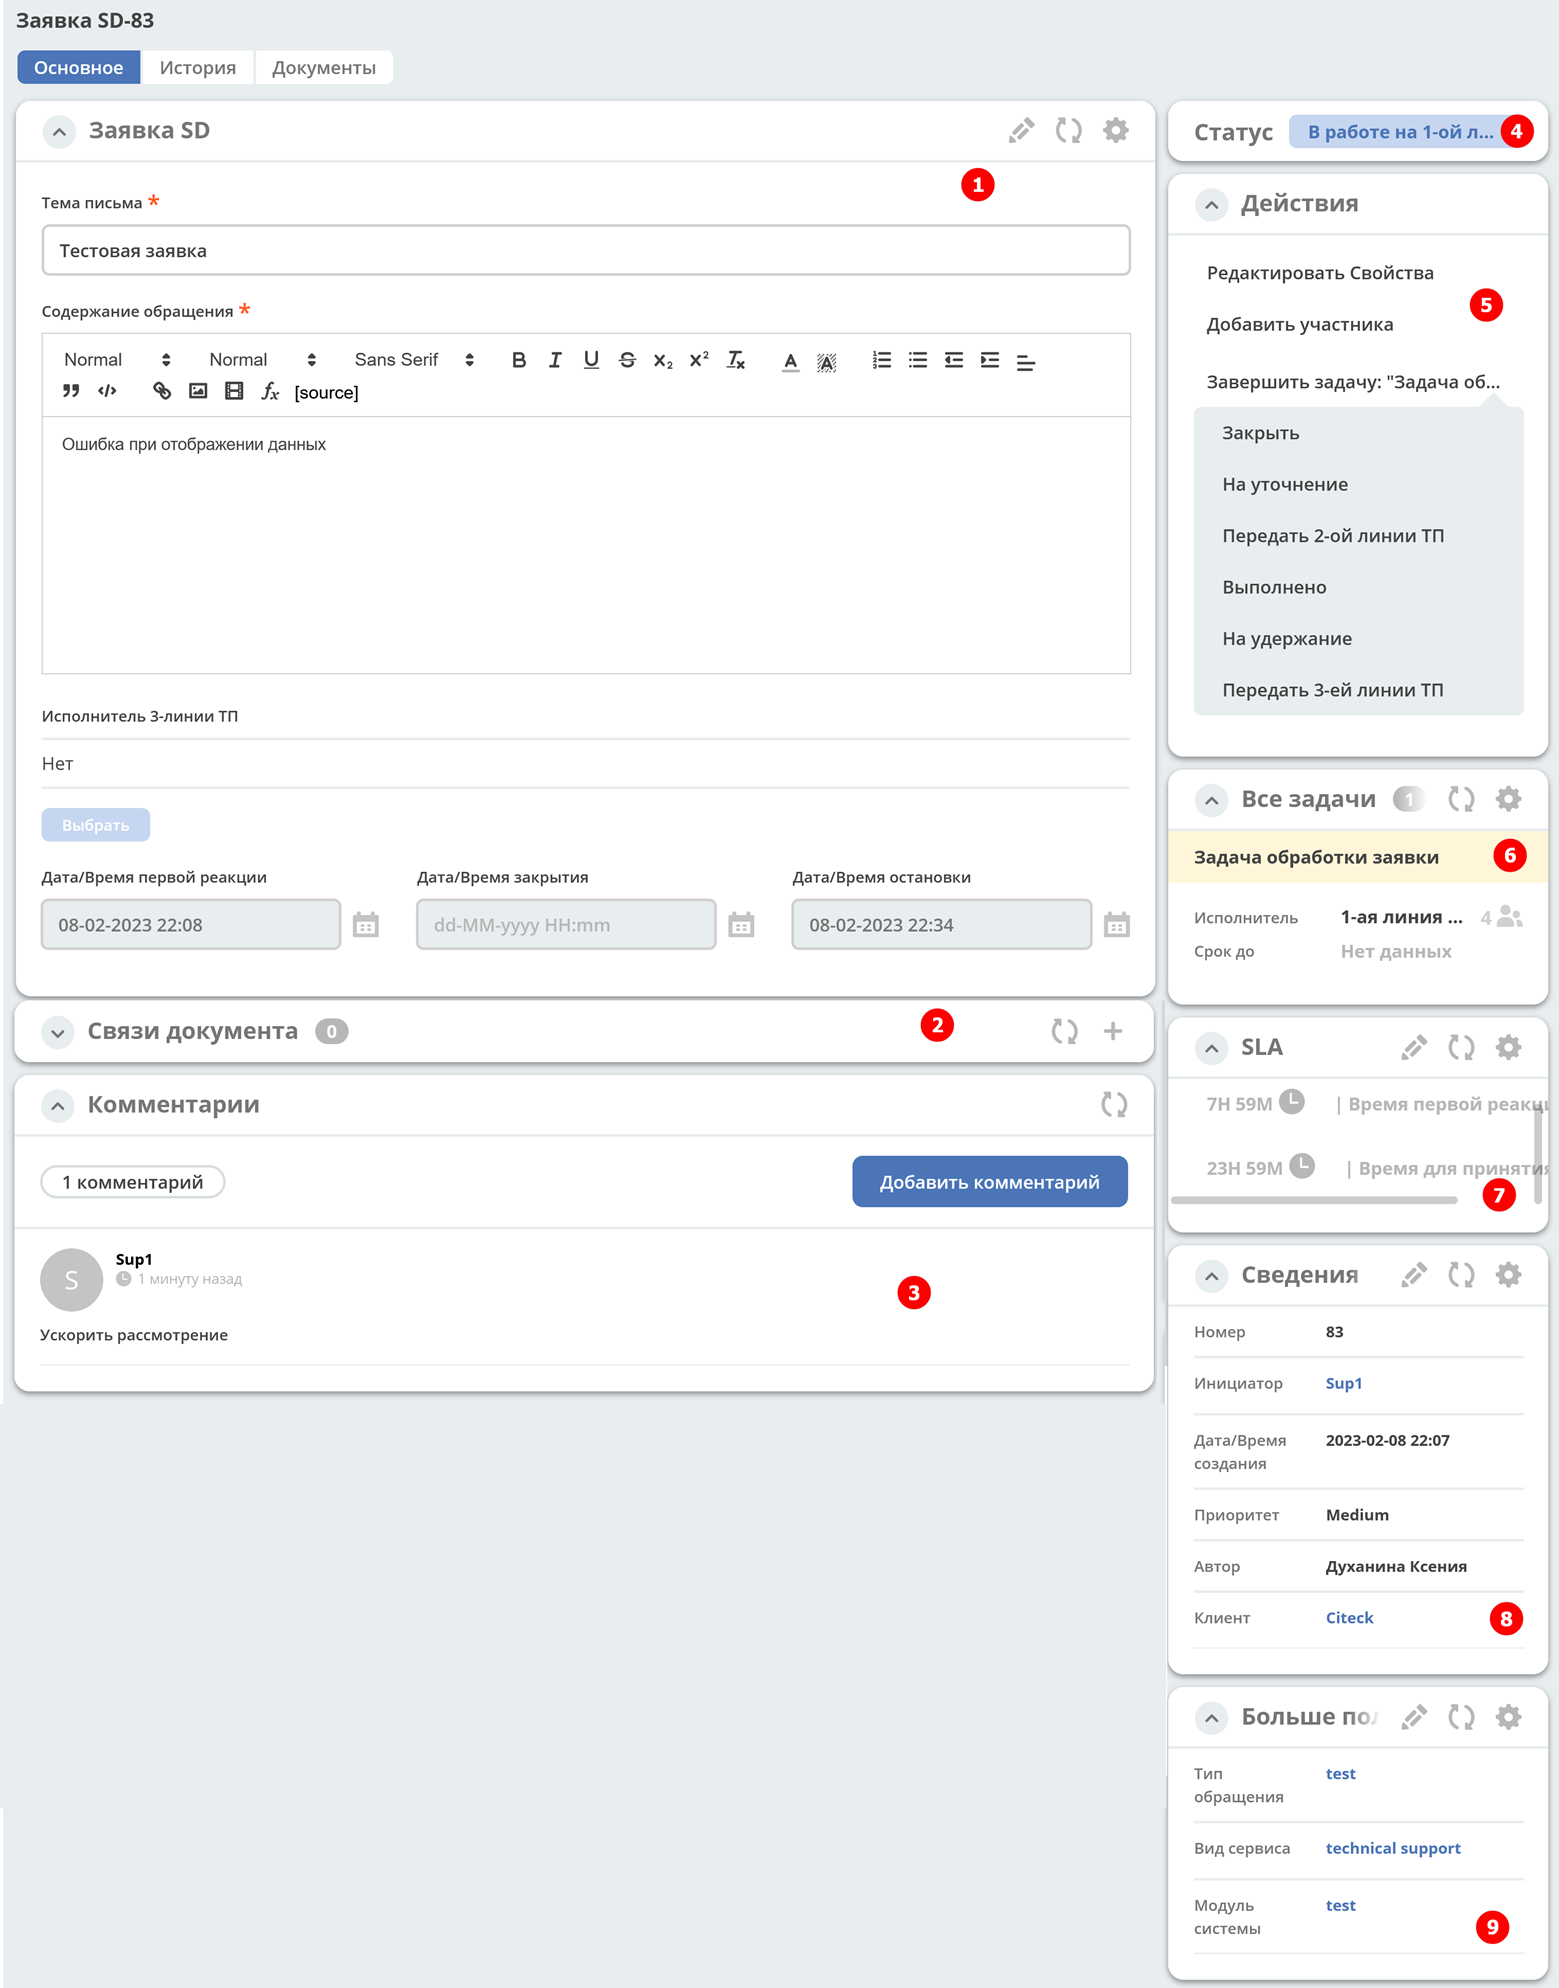 Заявка SD-83
Основное
История
Документы
Заявка SD
1
Тема письма *
Тестовая заявка
Содержание обращения *
Normal Normal Sans Serif B I U S x₂ x² Tx A A
[source]
Ошибка при отображении данных
Исполнитель 3-линии ТП
Нет
Выбрать
Дата/Время первой реакции
08-02-2023 22:08
Дата/Время закрытия
dd-MM-yyyy HH:mm
Дата/Время остановки
08-02-2023 22:34
Связи документа 0
2
Комментарии
1 комментарий
Добавить комментарий
S
Sup1
1 минуту назад
3
Ускорить рассмотрение
Статус
В работе на 1-ой л... 4
Действия
Редактировать Свойства
5
Добавить участника
Завершить задачу: "Задача об...
Закрыть
На уточнение
Передать 2-ой линии ТП
Выполнено
На удержание
Передать 3-ей линии ТП
Все задачи 1
Задача обработки заявки 6
Исполнитель 1-ая линия ... 4
Срок до Нет данных
SLA
7H 59M | Время первой реакци
23H 59M | Время для принятия
7
Сведения
Номер 83
Инициатор Sup1
Дата/Время 2023-02-08 22:07
создания
Приоритет Medium
Автор Духанина Ксения
Клиент Citeck 8
Больше пол
Тип test
обращения
Вид сервиса technical support
Модуль test
системы
9